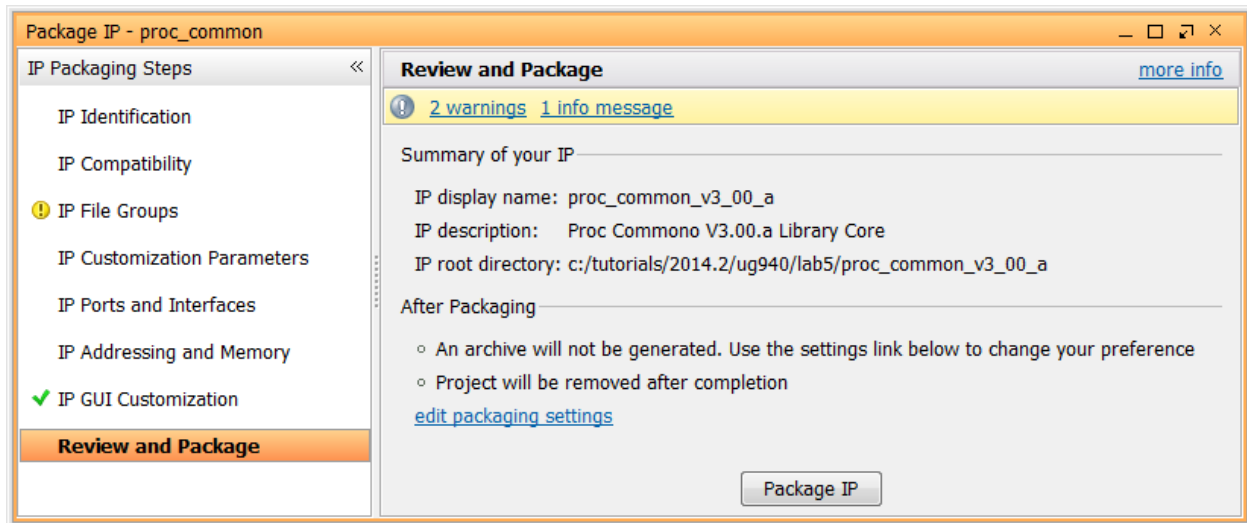 Package IP - proc_common
IP Packaging Steps
IP Identification
IP Compatibility
IP File Groups
IP Customization Parameters
IP Ports and Interfaces
IP Addressing and Memory
IP GUI Customization
Review and Package
Review and Package more info
2 warnings 1 info message
Summary of your IP
IP display name: proc_common_v3_00_a
IP description: Proc Commono V3.00.a Library Core
IP root directory: c:/tutorials/2014.2/ug940/lab5/proc_common_v3_00_a
After Packaging
An archive will not be generated. Use the settings link below to change your preference
Project will be removed after completion
edit packaging settings
Package IP